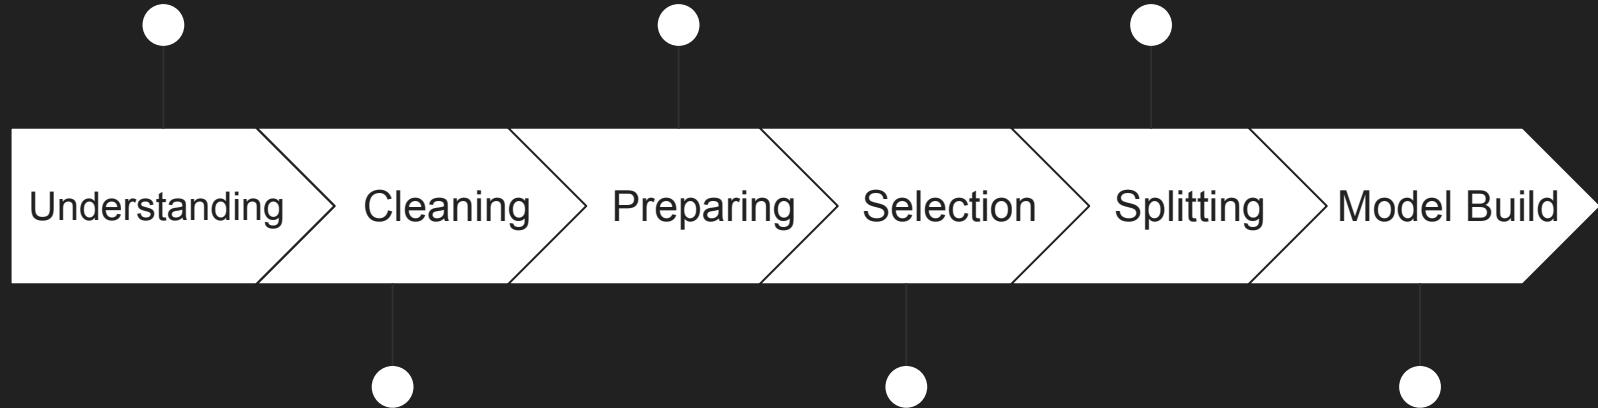 Understanding
Cleaning
Preparing
Selection
Splitting
Model Build